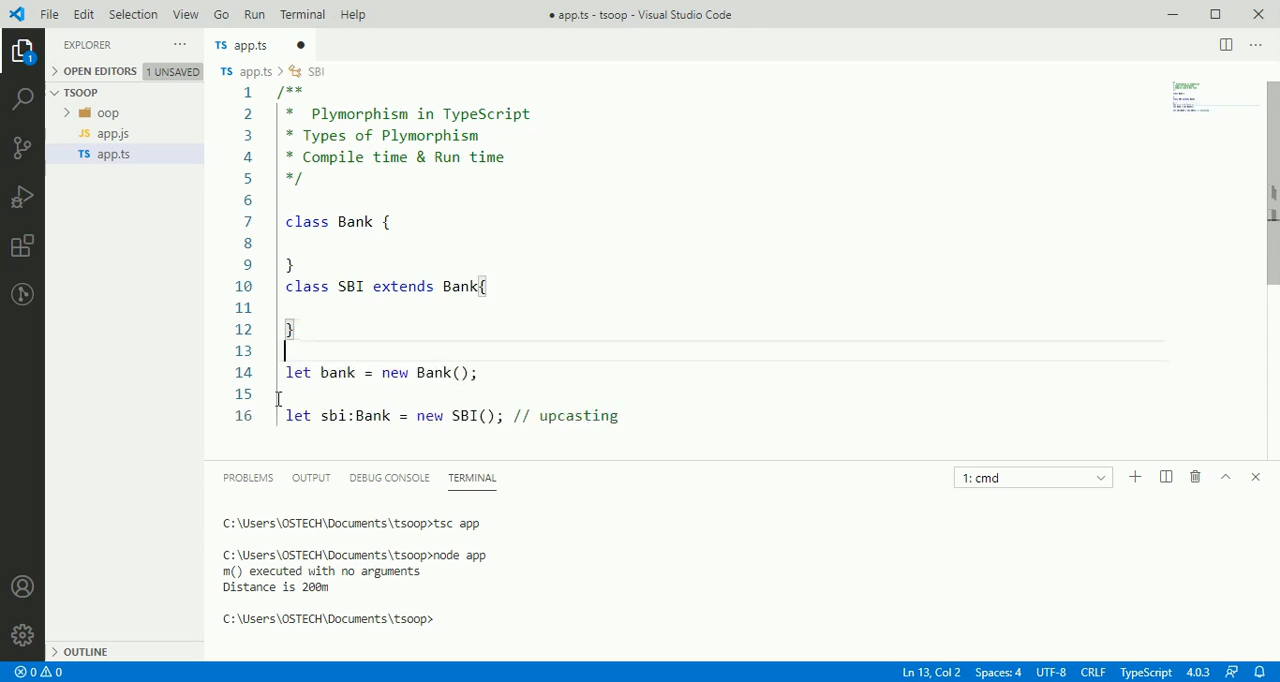 File Edit Selection View Go Run Terminal Help
● app.ts - tsoop - Visual Studio Code
EXPLORER
1
OPEN EDITORS 1 UNSAVED
TSOOP
oop
JS app.js
TS app.ts
OUTLINE
TS app.ts ●
TS app.ts > SBI
1 /**
2 * Plymorphism in TypeScript
3 * Types of Plymorphism
4 * Compile time & Run time
5 */
6
7 class Bank {
8
9 }
10 class SBI extends Bank{
11
12 }
13
14 let bank = new Bank();
15
16 let sbi:Bank = new SBI(); // upcasting
PROBLEMS OUTPUT DEBUG CONSOLE TERMINAL
1: cmd
C:\Users\OSTECH\Documents\tsoop>tsc app
C:\Users\OSTECH\Documents\tsoop>node app
m() executed with no arguments
Distance is 200m
C:\Users\OSTECH\Documents\tsoop>
0 0 Ln 13, Col 2 Spaces: 4 UTF-8 CRLF TypeScript 4.0.3